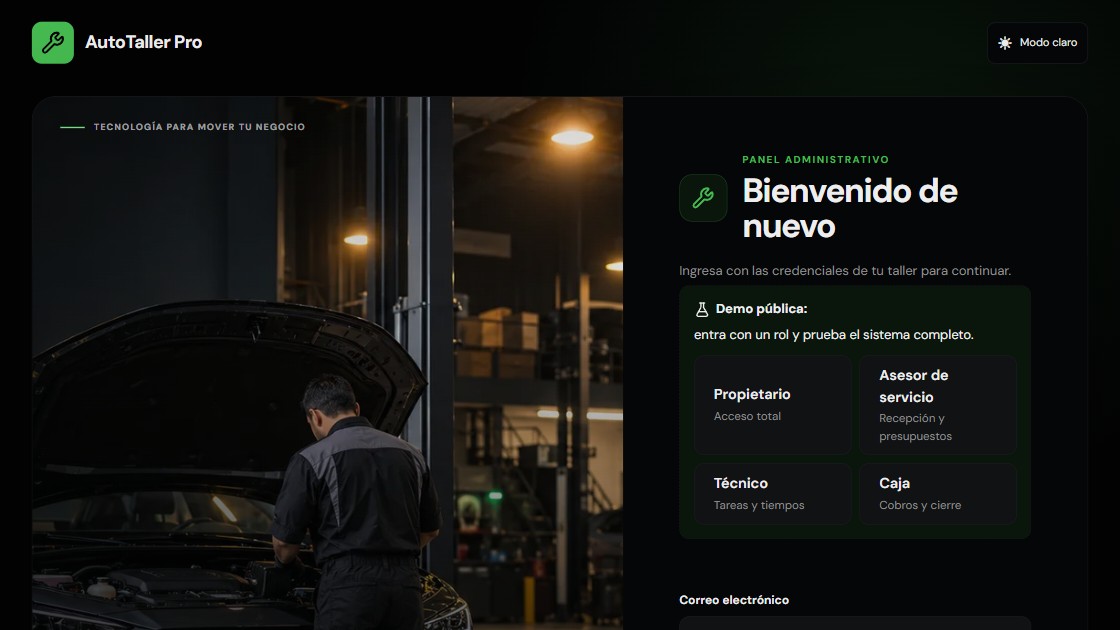 AutoTaller Pro
Modo claro
TECNOLOGÍA PARA MOVER TU NEGOCIO
PANEL ADMINISTRATIVO
Bienvenido de
nuevo
Ingresa con las credenciales de tu taller para continuar.
Demo pública:
entra con un rol y prueba el sistema completo.
Propietario
Acceso total
Asesor de
servicio
Recepción y
presupuestos
Técnico
Tareas y tiempos
Caja
Cobros y cierre
Correo electrónico